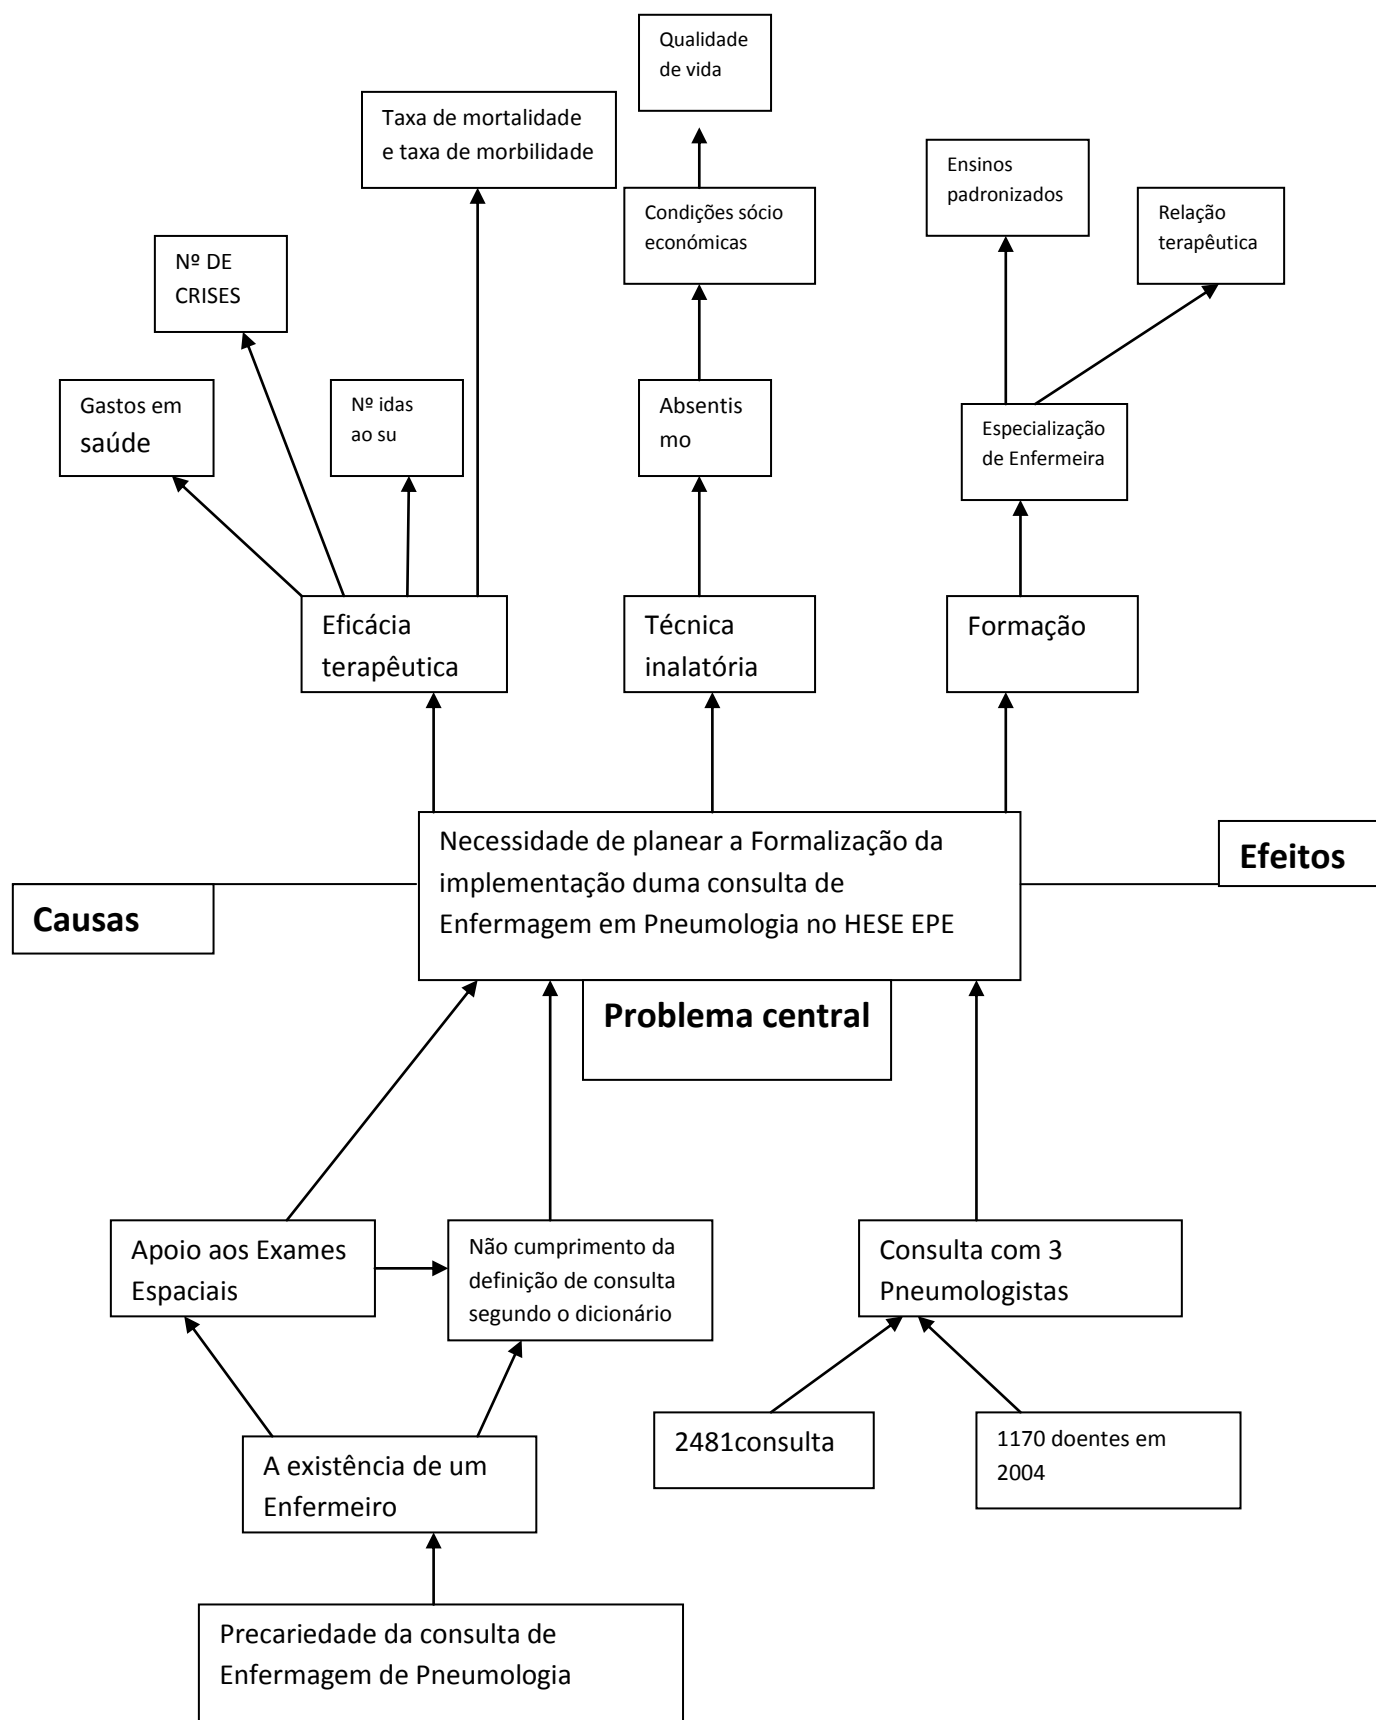 Qualidade
de vida
Taxa de mortalidade
e taxa de morbilidade
Ensinos
padronizados
Condições sócio
económicas
Relação
terapêutica
Nº DE
CRISES
Gastos em
saúde
Nº idas
ao su
Absentis
mo
Especialização
de Enfermeira
Eficácia
terapêutica
Técnica
inalatória
Formação
Necessidade de planear a Formalização da
implementação duma consulta de
Enfermagem em Pneumologia no HESE EPE
Efeitos
Causas
Problema central
Apoio aos Exames
Espaciais
Não cumprimento da
definição de consulta
segundo o dicionário
Consulta com 3
Pneumologistas
2481consulta
1170 doentes em
2004
A existência de um
Enfermeiro
Precariedade da consulta de
Enfermagem de Pneumologia